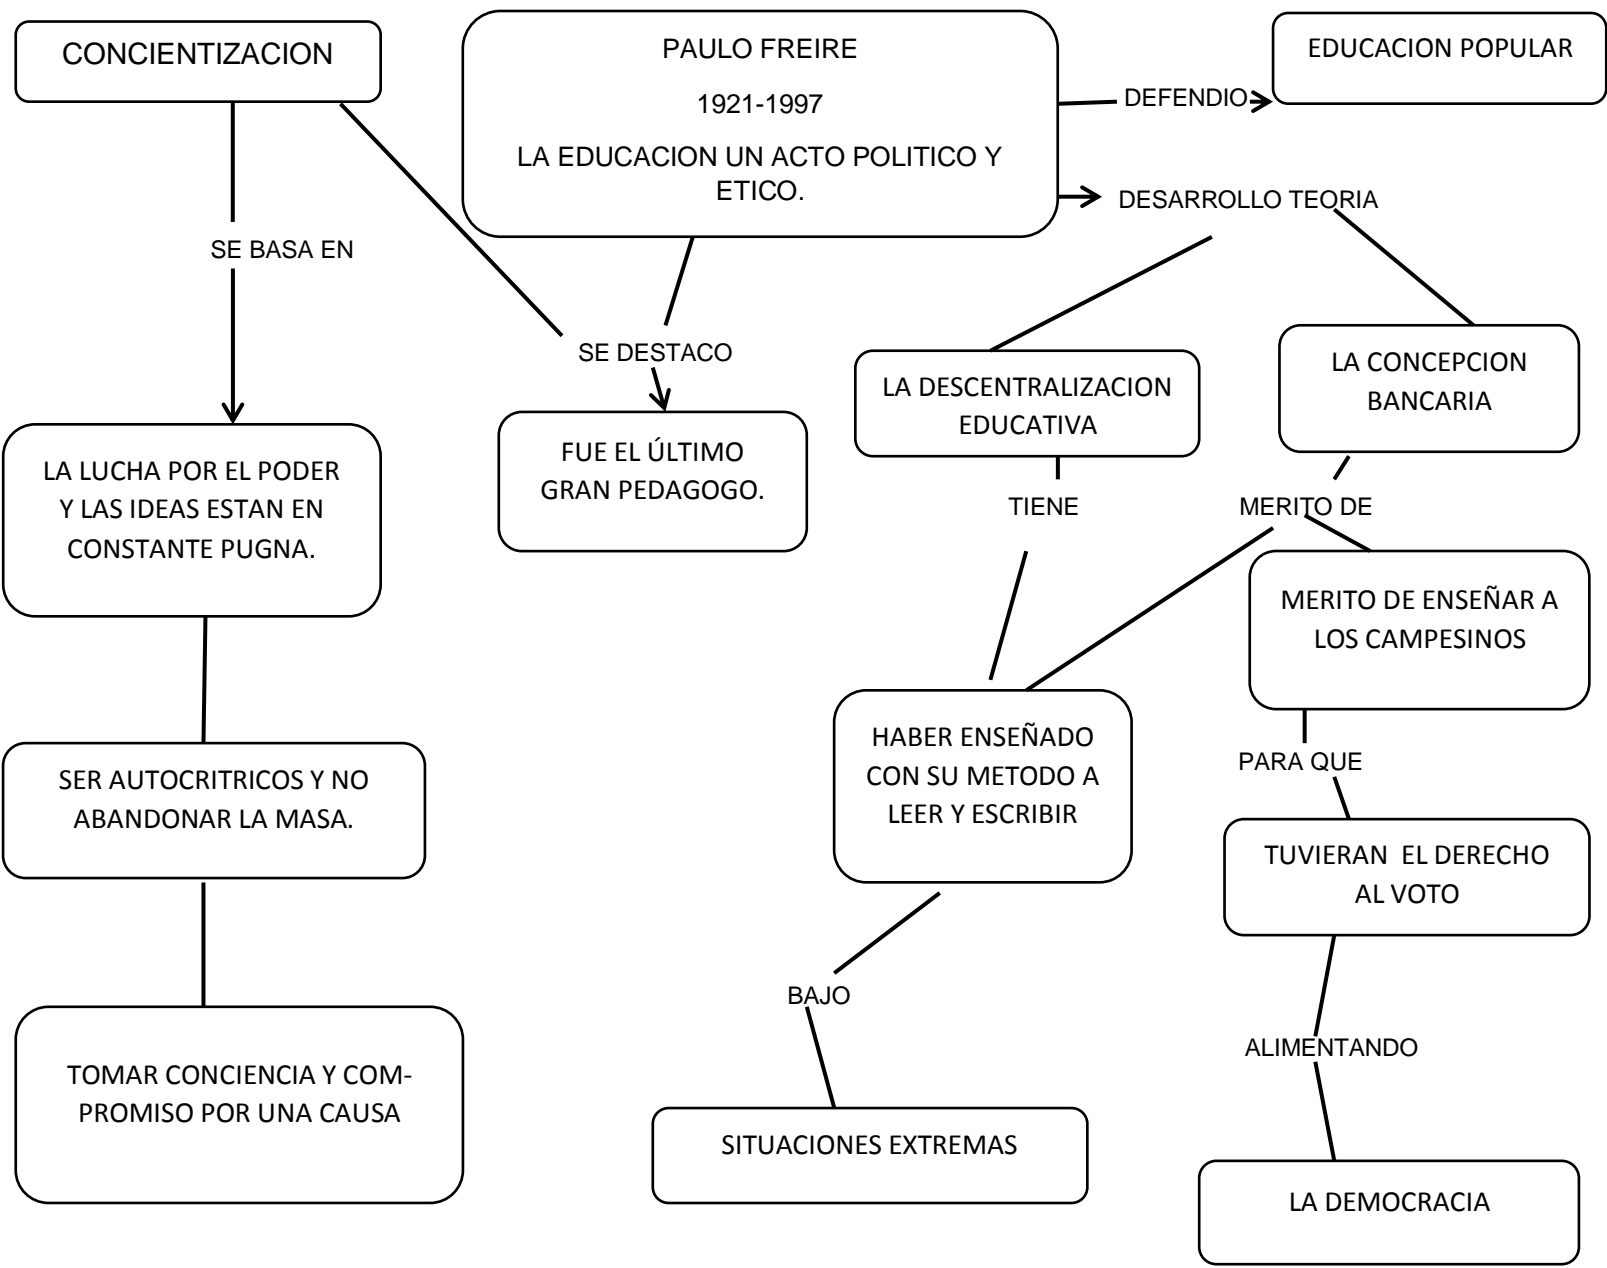 CONCIENTIZACION
PAULO FREIRE
1921-1997
LA EDUCACION UN ACTO POLITICO Y
ETICO.
EDUCACION POPULAR
DEFENDIO
DESARROLLO TEORIA
SE BASA EN
SE DESTACO
LA DESCENTRALIZACION
EDUCATIVA
LA CONCEPCION
BANCARIA
LA LUCHA POR EL PODER
Y LAS IDEAS ESTAN EN
CONSTANTE PUGNA.
FUE EL ÚLTIMO
GRAN PEDAGOGO.
TIENE
MERITO DE
MERITO DE ENSEÑAR A
LOS CAMPESINOS
HABER ENSEÑADO
CON SU METODO A
LEER Y ESCRIBIR
PARA QUE
SER AUTOCRITRICOS Y NO
ABANDONAR LA MASA.
TUVIERAN  EL DERECHO
AL VOTO
BAJO
ALIMENTANDO
TOMAR CONCIENCIA Y COM-
PROMISO POR UNA CAUSA
SITUACIONES EXTREMAS
LA DEMOCRACIA